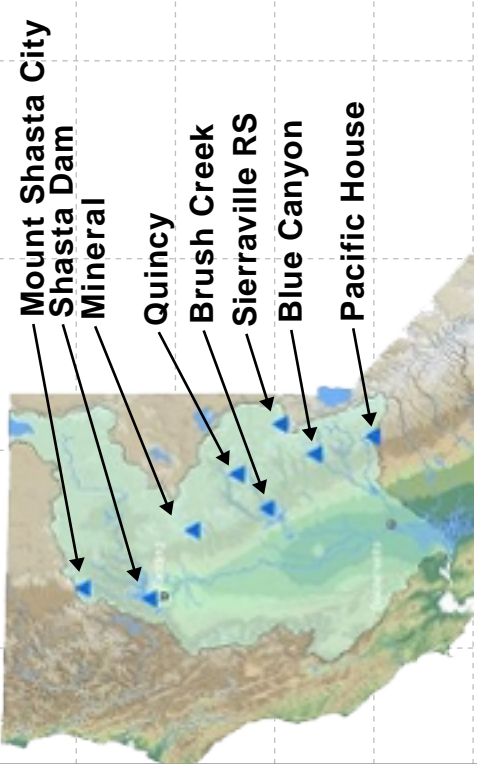 Mount Shasta City
Shasta Dam
Mineral
Quincy
Brush Creek
Sierraville RS
Blue Canyon
Pacific House